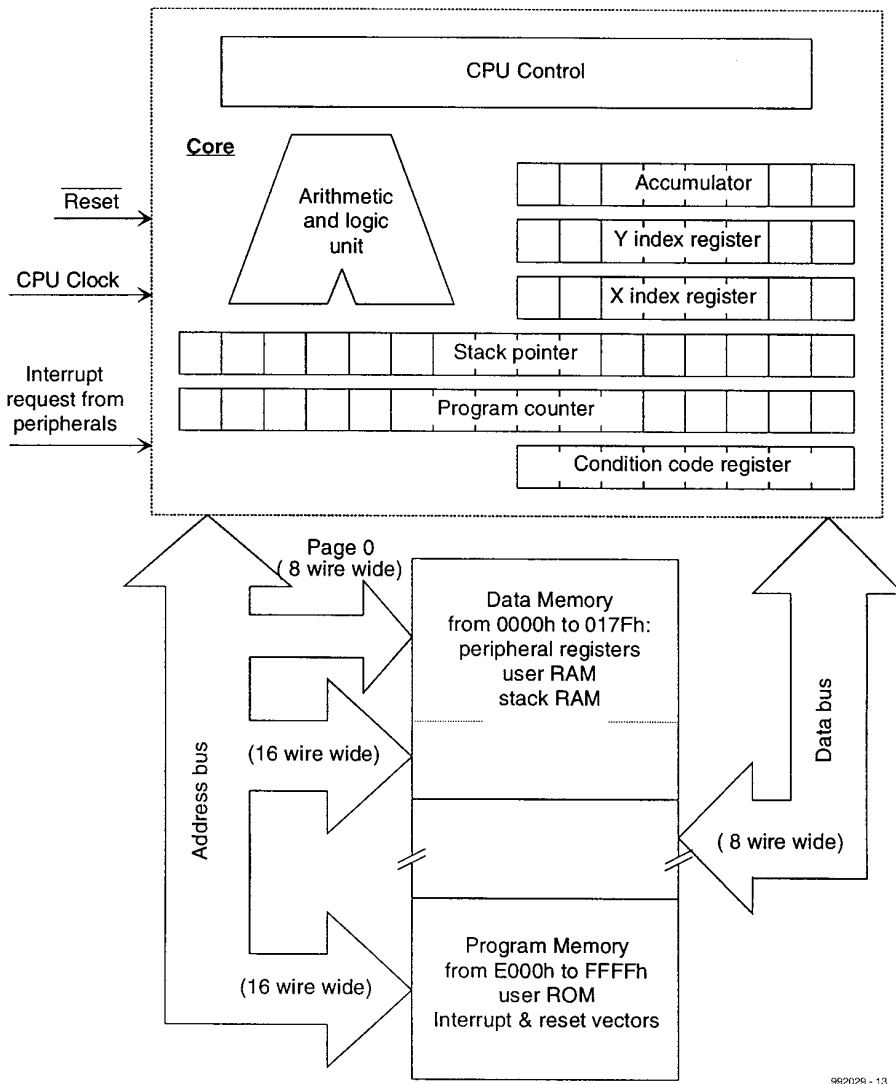 CPU Control
Core
Reset
Arithmetic
and logic
unit
Accumulator
Y index register
CPU Clock
X index register
Stack pointer
Interrupt
request from
peripherals
Program counter
Condition code register
Page 0
( 8 wire wide)
Data Memory
from 0000h to 017Fh:
peripheral registers
user RAM
stack RAM
(16 wire wide)
Address bus
Data bus
( 8 wire wide)
Program Memory
from E000h to FFFFh
user ROM
Interrupt & reset vectors
(16 wire wide)
992029 - 13